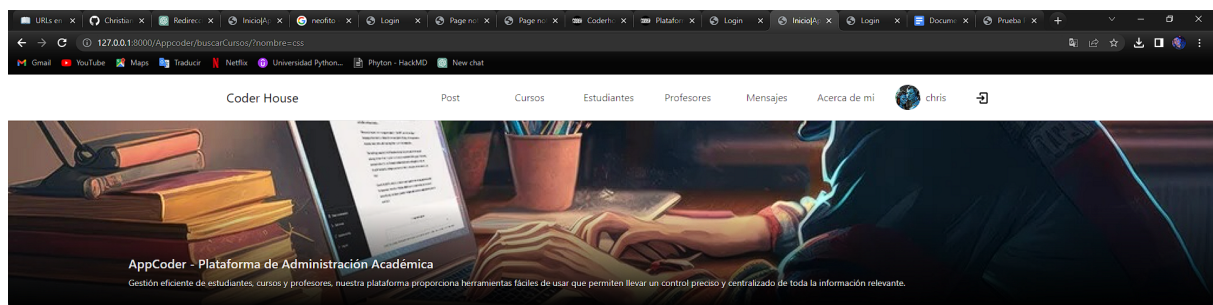 URLs en
Christian
Redirecc
Inicio|Ap
neofito
Login
Page not
Page not
Coderho
Platafor
Login
Inicio|Ap
Login
Docume
Prueba
127.0.0.1:8000/Appcoder/buscarCursos/?nombre=css
Gmail YouTube Maps Traducir Netflix Universidad Python... Phyton - HackMD New chat
Coder House Post Cursos Estudiantes Profesores Mensajes Acerca de mi chris
AppCoder - Plataforma de Administración Académica
Gestión eficiente de estudiantes, cursos y profesores, nuestra plataforma proporciona herramientas fáciles de usar que permiten llevar un control preciso y centralizado de toda la información relevante.